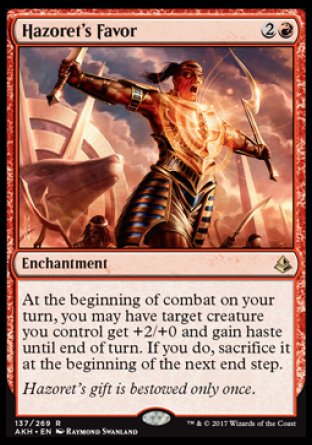 Hazoret's Favor 2
Enchantment
At the beginning of combat on your
turn, you may have target creature
you control get +2/+0 and gain haste
until end of turn. If you do, sacrifice it
at the beginning of the next end step.
Hazoret's gift is bestowed only once.
137/269 R
AKH • EN Raymond Swanland
™ & © 2017 Wizards of the Coast